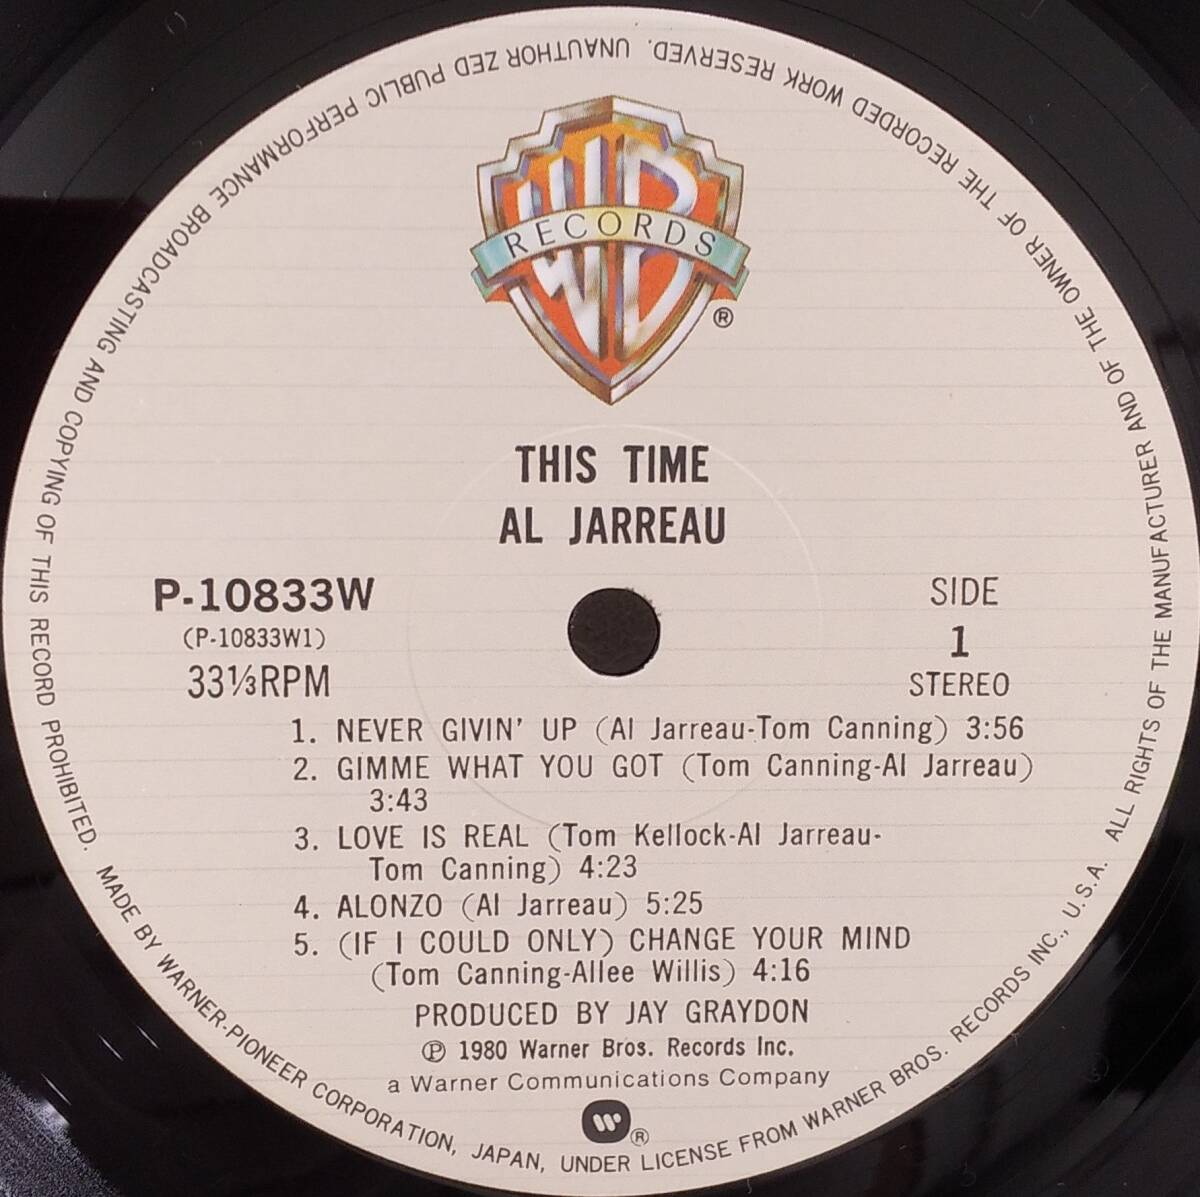 WB
RECORDS
®
THIS TIME
AL JARREAU
P-10833W
(P-10833W1)
33⅓RPM
SIDE
1
STEREO
1. NEVER GIVIN' UP (Al Jarreau-Tom Canning) 3:56
2. GIMME WHAT YOU GOT (Tom Canning-Al Jarreau)
3:43
3. LOVE IS REAL (Tom Kellock-Al Jarreau-
Tom Canning) 4:23
4. ALONZO (Al Jarreau) 5:25
5. (IF I COULD ONLY) CHANGE YOUR MIND
(Tom Canning-Allee Willis) 4:16
PRODUCED BY JAY GRAYDON
Ⓟ 1980 Warner Bros. Records Inc.
a Warner Communications Company
W®
MADE BY WARNER-PIONEER CORPORATION, JAPAN, UNDER LICENSE FROM WARNER BROS. RECORDS INC., U.S.A. ALL RIGHTS OF THE MANUFACTURER AND OF THE OWNER OF THE RECORDED WORK RESERVED. UNAUTHOR ZED PUBLIC PERFORMANCE BROADCASTING AND COPYING OF THIS RECORD PROHIBITED.